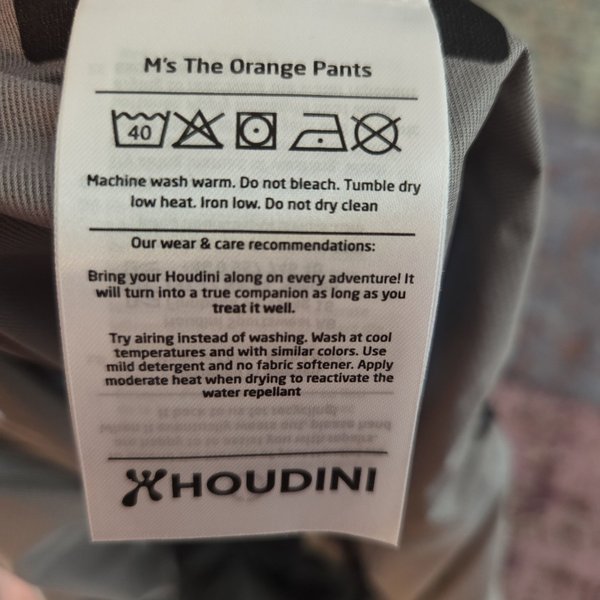 M's The Orange Pants
40
Machine wash warm. Do not bleach. Tumble dry
low heat. Iron low. Do not dry clean
Our wear & care recommendations:
Bring your Houdini along on every adventure! It
will turn into a true companion as long as you
treat it well.
Try airing instead of washing. Wash at cool
temperatures and with similar colors. Use
mild detergent and no fabric softener. Apply
moderate heat when drying to reactivate the
water repellant
HOUDINI